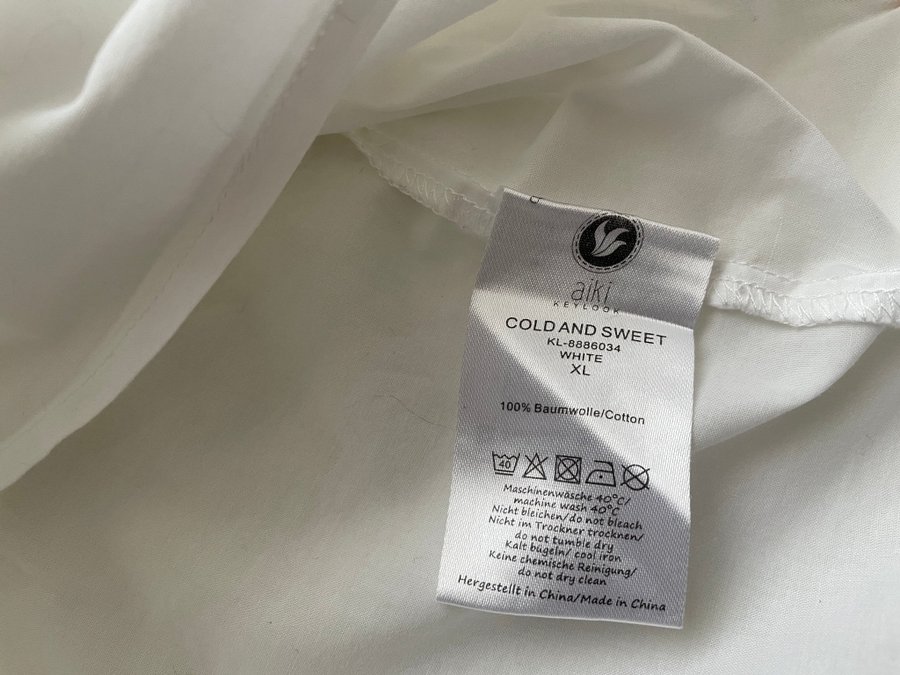 aiki
KEYLOOK
COLD AND SWEET
KL-8886034
WHITE
XL
100% Baumwolle/Cotton
40
Maschinenwäsche 40°C/
machine wash 40°C
Nicht bleichen/do not bleach
Nicht im Trockner trocknen/
do not tumble dry
Kalt bügeln/ cool iron
Keine chemische Reinigung/
do not dry clean
Hergestellt in China/Made in China